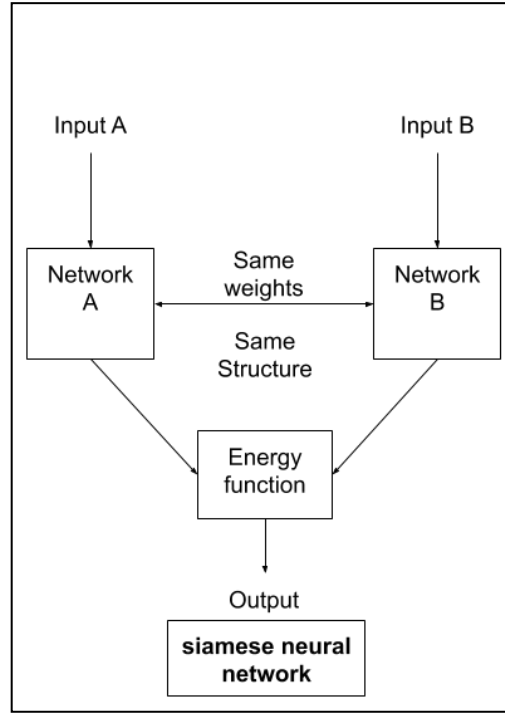 Input A
Input B
Network
A
Same
weights
Network
B
Same
Structure
Energy
function
Output
siamese neural
network